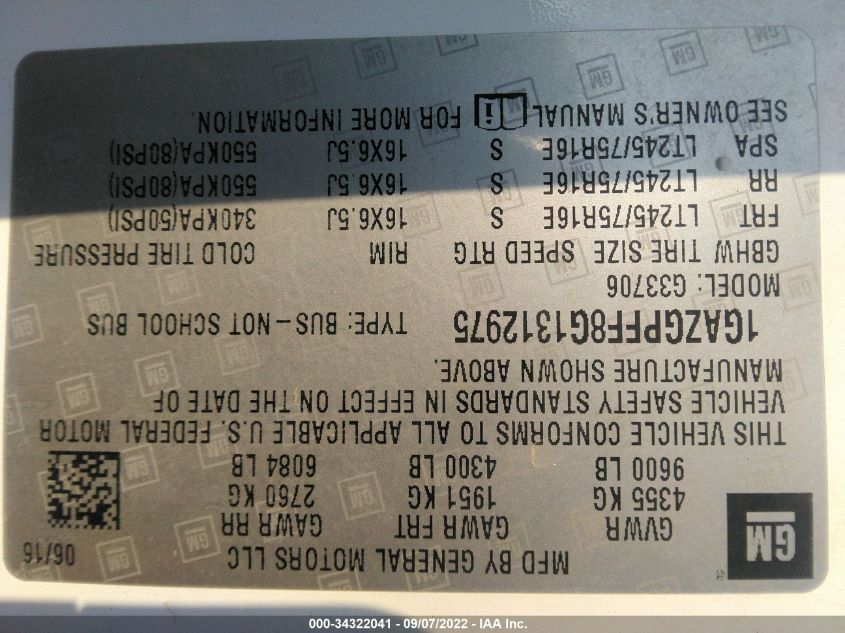 MFD BY GENERAL MOTORS LLC 06/16
GM
GVWR GAWR FRT GAWR RR
4355 KG 1951 KG 2760 KG
9600 LB 4300 LB 6084 LB
THIS VEHICLE CONFORMS TO ALL APPLICABLE U.S. FEDERAL MOTOR
VEHICLE SAFETY STANDARDS IN EFFECT ON THE DATE OF
MANUFACTURE SHOWN ABOVE.
1GAZGPFF8G1312975 TYPE: BUS-NOT SCHOOL BUS
MODEL: G33706
GBHW TIRE SIZE SPEED RTG RIM COLD TIRE PRESSURE
FRT LT245/75R16E S 16X6.5J 340KPA(50PSI)
RR LT245/75R16E S 16X6.5J 550KPA(80PSI)
SPA LT245/75R16E S 16X6.5J 550KPA(80PSI)
SEE OWNER'S MANUAL i FOR MORE INFORMATION.
000-34322041 - 09/07/2022 - IAA Inc.